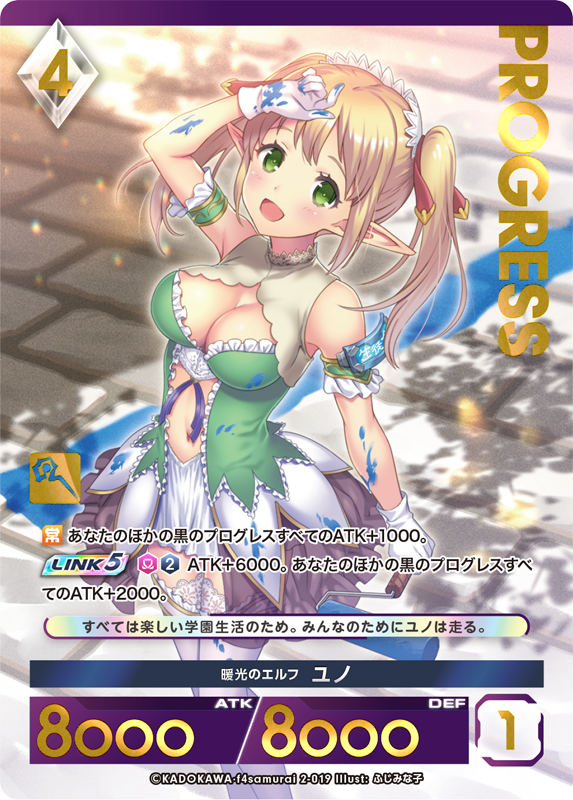 4
PROGRESS
生徒
常 あなたのほかの黒のプログレスすべてのATK+1000。
LINK 5 2 ATK+6000。あなたのほかの黒のプログレスすべ
てのATK+2000。
すべては楽しい学園生活のため。みんなのためにユノは走る。
暖光のエルフ ユノ
ATK DEF
8000 8000 1
©KADOKAWA・f4samurai 2-019 Illust: ふじみな子